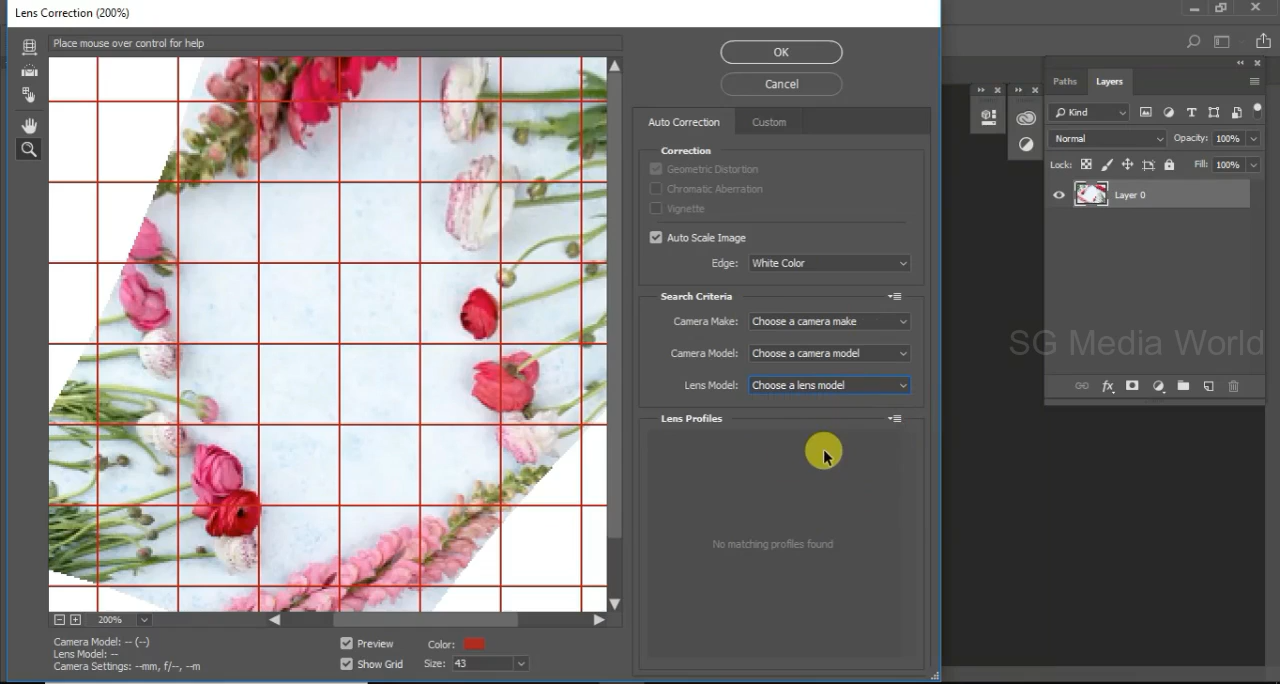 Lens Correction (200%)
Place mouse over control for help
OK
Cancel
Auto Correction
Custom
Correction
Geometric Distortion
Chromatic Aberration
Vignette
Auto Scale Image
Edge:
White Color
Search Criteria
Camera Make:
Choose a camera make
Camera Model:
Choose a camera model
Lens Model:
Choose a lens model
Lens Profiles
No matching profiles found
200%
Camera Model: -- (--)
Lens Model: --
Camera Settings: --mm, f/--, --m
Preview
Color:
Show Grid
Size:
43
Paths
Layers
Kind
Normal
Opacity:
100%
Lock:
Fill:
100%
Layer 0
SG Media World
fx